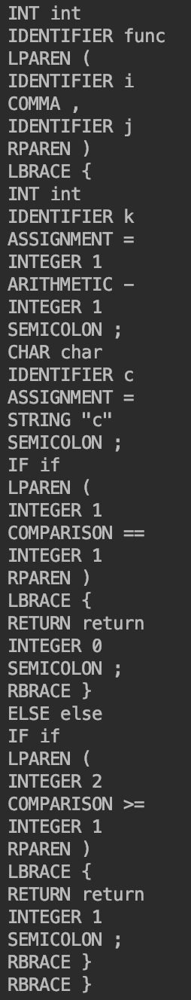 INT int
IDENTIFIER func
LPAREN (
IDENTIFIER i
COMMA ,
IDENTIFIER j
RPAREN )
LBRACE {
INT int
IDENTIFIER k
ASSIGNMENT =
INTEGER 1
ARITHMETIC −
INTEGER 1
SEMICOLON ;
CHAR char
IDENTIFIER c
ASSIGNMENT =
STRING "c"
SEMICOLON ;
IF if
LPAREN (
INTEGER 1
COMPARISON ==
INTEGER 1
RPAREN )
LBRACE {
RETURN return
INTEGER 0
SEMICOLON ;
RBRACE }
ELSE else
IF if
LPAREN (
INTEGER 2
COMPARISON >=
INTEGER 1
RPAREN )
LBRACE {
RETURN return
INTEGER 1
SEMICOLON ;
RBRACE }
RBRACE }